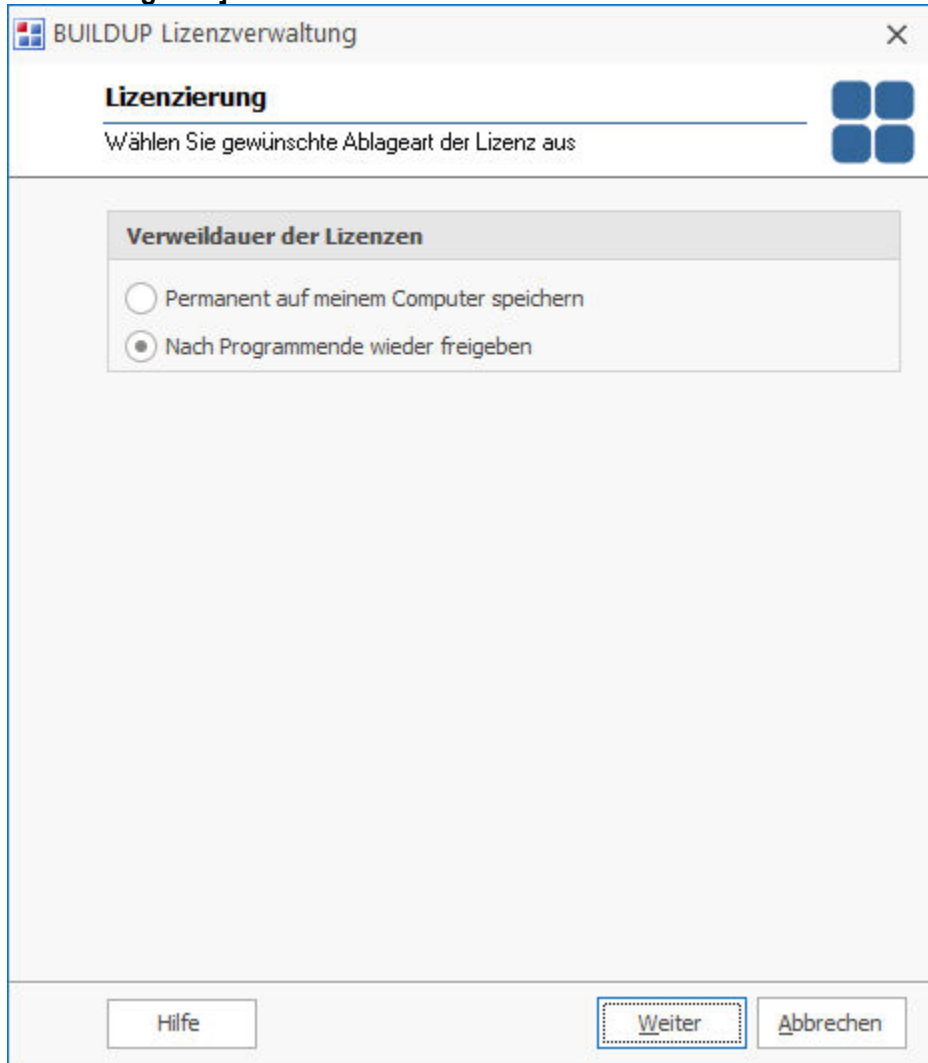 BUILDUP Lizenzverwaltung
Lizenzierung
Wählen Sie gewünschte Ablageart der Lizenz aus
Verweildauer der Lizenzen
Permanent auf meinem Computer speichern
Nach Programmende wieder freigeben
Hilfe
Weiter
Abbrechen